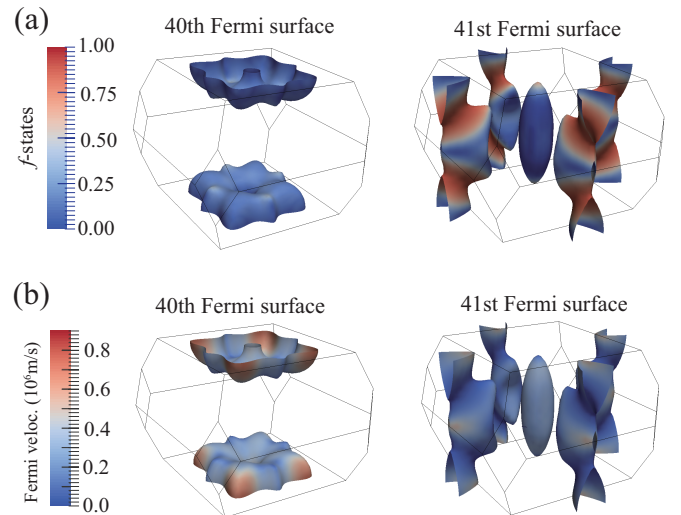 (a)
40th Fermi surface
41st Fermi surface
f-states
1.00
0.75
0.50
0.25
0.00
(b)
40th Fermi surface
41st Fermi surface
Fermi veloc. (10⁶m/s)
0.8
0.6
0.4
0.2
0.0